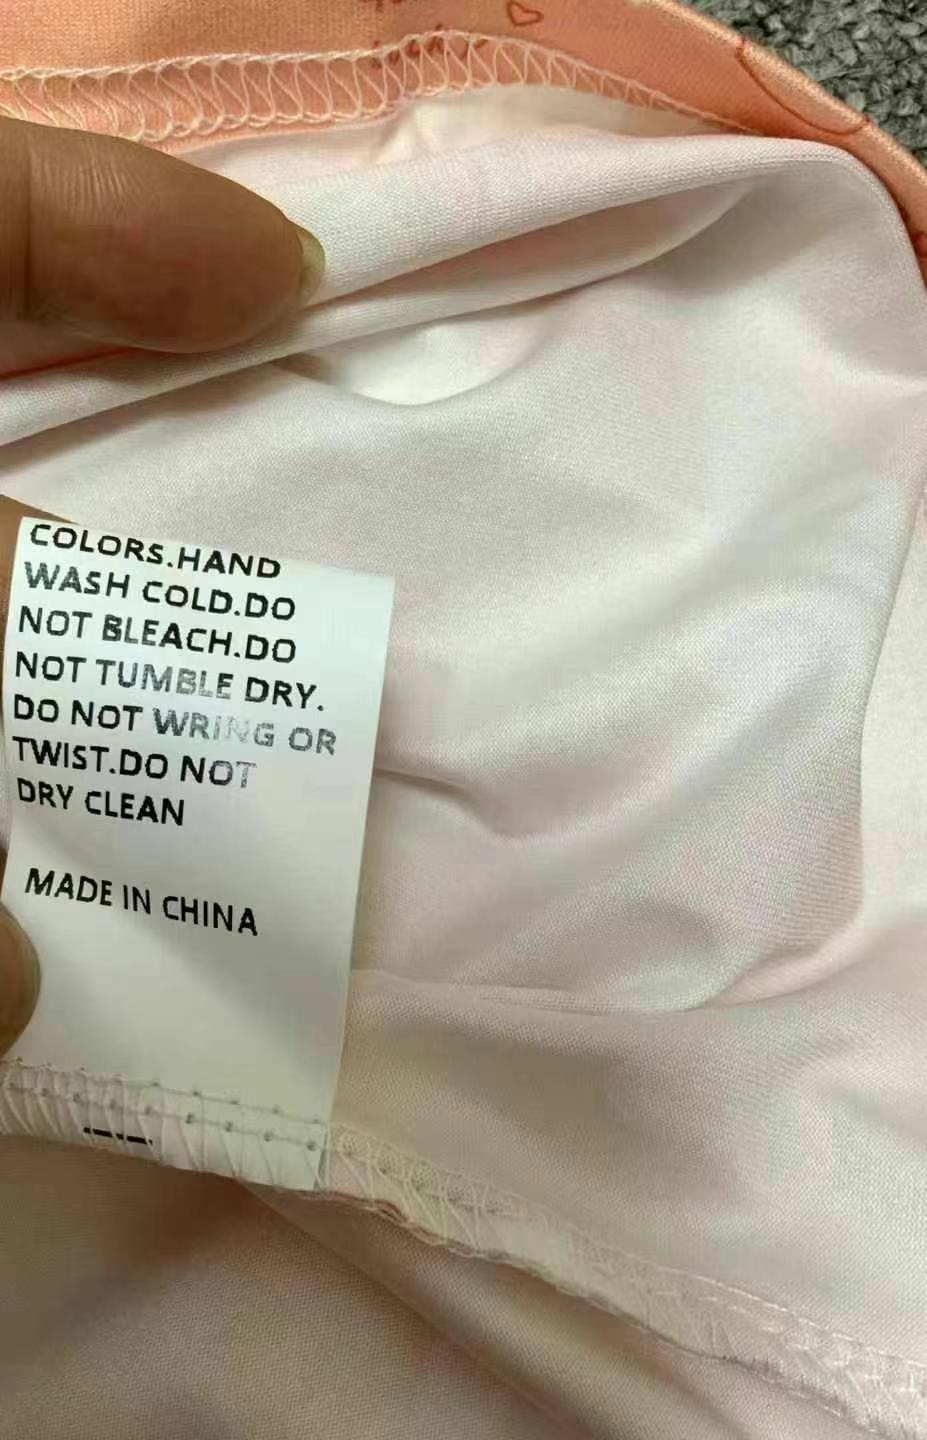 COLORS.HAND
WASH COLD.DO
NOT BLEACH.DO
NOT TUMBLE DRY.
DO NOT WRING OR
TWIST.DO NOT
DRY CLEAN
MADE IN CHINA